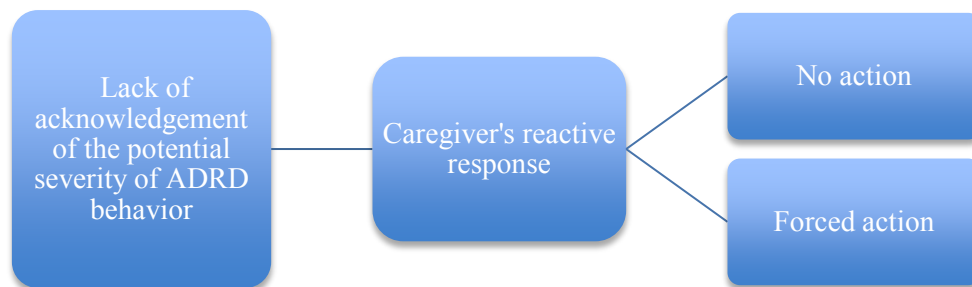 Lack of
acknowledgement
of the potential
severity of ADRD
behavior
Caregiver's reactive
response
No action
Forced action